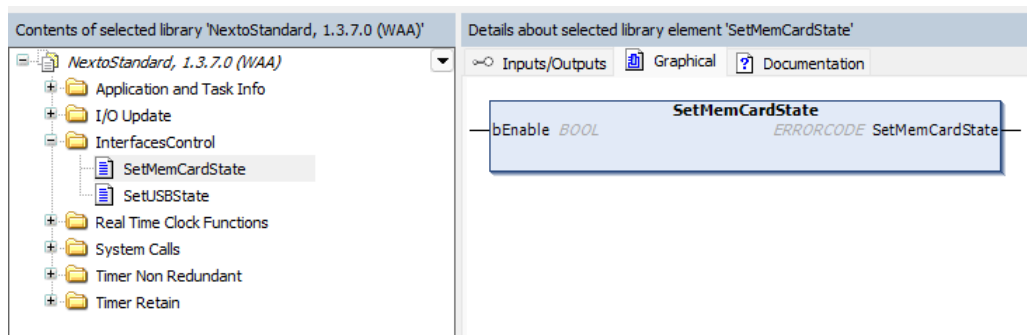 Contents of selected library 'NextoStandard, 1.3.7.0 (WAA)'
NextoStandard, 1.3.7.0 (WAA)
Application and Task Info
I/O Update
InterfacesControl
SetMemCardState
SetUSBState
Real Time Clock Functions
System Calls
Timer Non Redundant
Timer Retain
Details about selected library element 'SetMemCardState'
Inputs/Outputs Graphical Documentation
SetMemCardState
bEnable BOOL ERRORCODE SetMemCardState